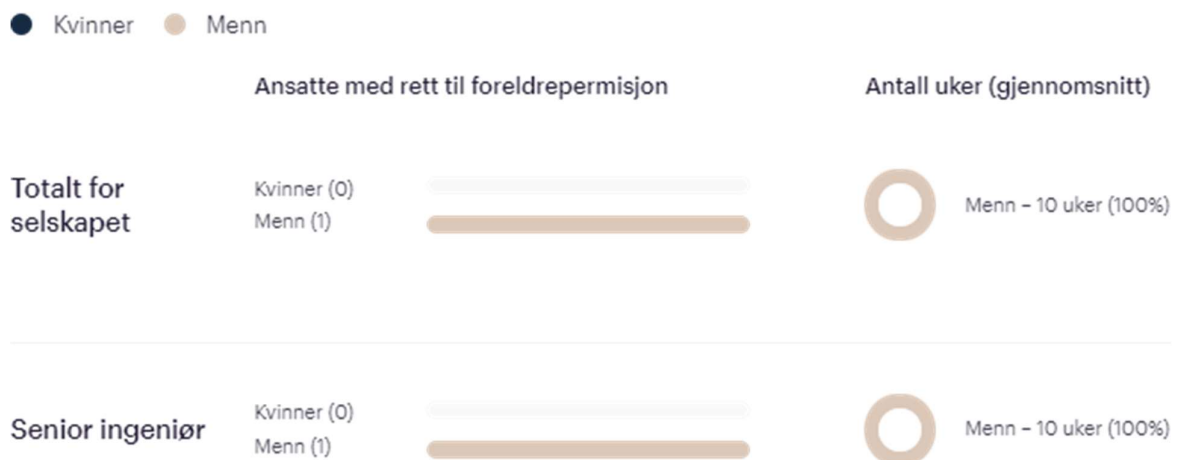 Kvinner Menn
Ansatte med rett til foreldrepermisjon Antall uker (gjennomsnitt)
Totalt for
selskapet
Kvinner (0)
Menn (1)
Menn – 10 uker (100%)
Senior ingeniør
Kvinner (0)
Menn (1)
Menn – 10 uker (100%)